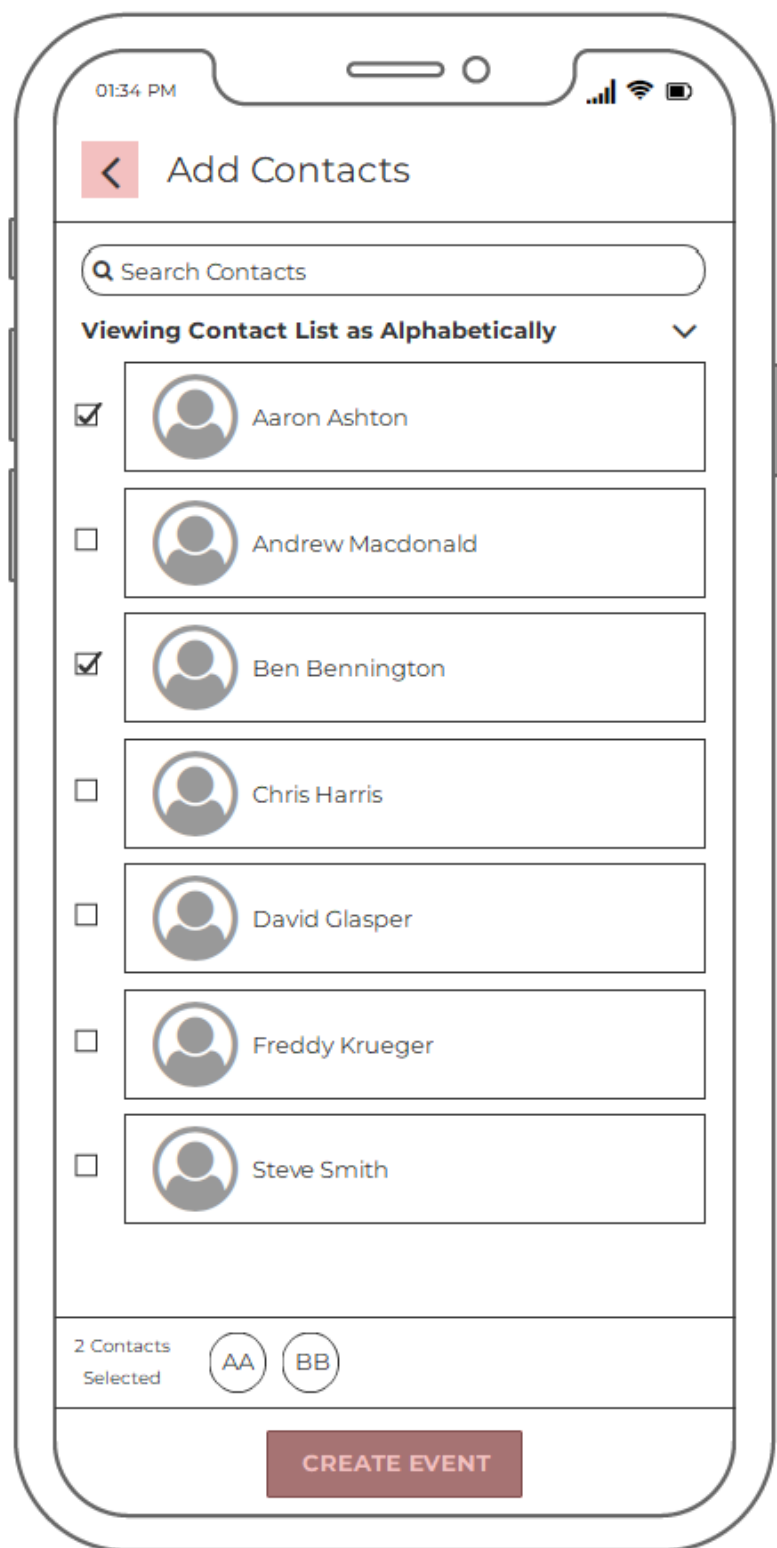 01:34 PM
Add Contacts
Search Contacts
Viewing Contact List as Alphabetically
Aaron Ashton
Andrew Macdonald
Ben Bennington
Chris Harris
David Glasper
Freddy Krueger
Steve Smith
2 Contacts
Selected
AA
BB
CREATE EVENT